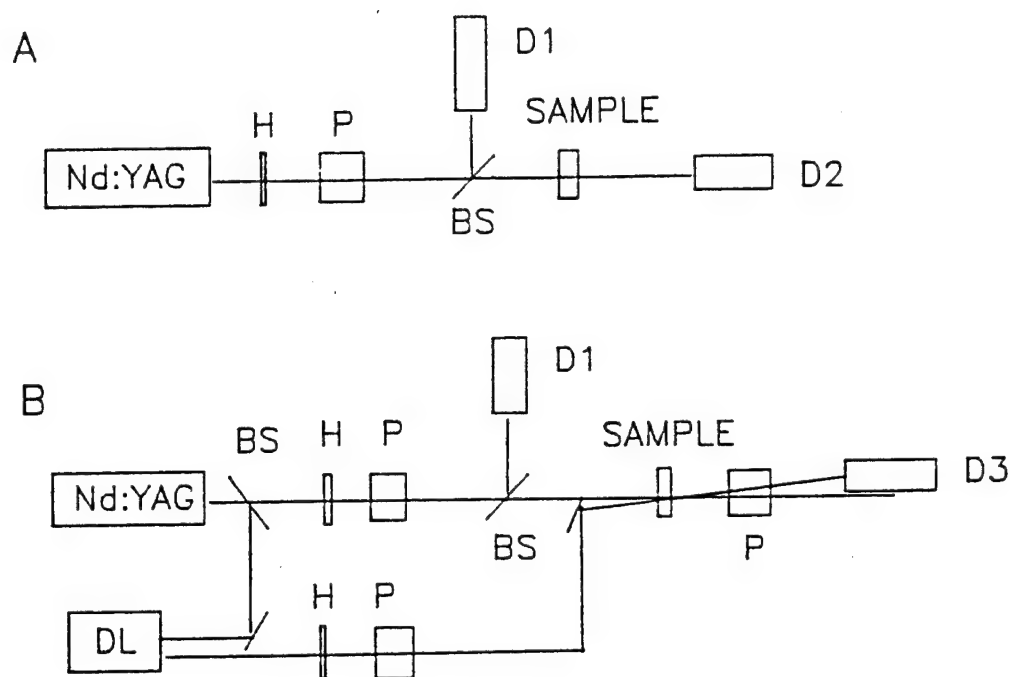 A
D1
SAMPLE
H P
Nd:YAG
D2
BS
B
D1
BS H P
SAMPLE
D3
Nd:YAG
BS
P
H P
DL